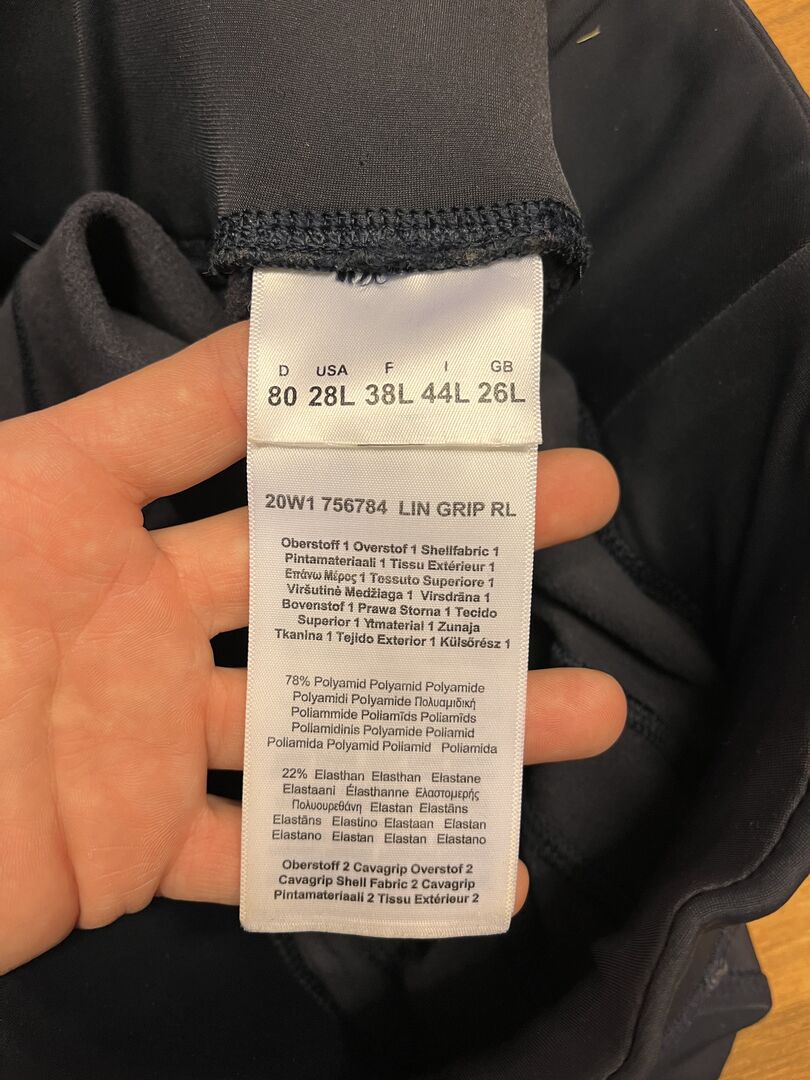 D USA F I GB
80 28L 38L 44L 26L
20W1 756784 LIN GRIP RL
Oberstoff 1 Overstof 1 Shellfabric 1
Pintamateriaali 1 Tissu Extérieur 1
Επάνω Μέρος 1 Tossuto Superiore 1
Viršutinė Medžiaga 1 Virsdrāna 1
Bovenstof 1 Prawa Storna 1 Tecido
Superior 1 Ytmaterial 1 Zunaja
Tkanina 1 Tejido Exterior 1 Külsőrész 1
78% Polyamid Polyamid Polyamide
Polyamidi Polyamide Πολυαμιδική
Poliammide Poliamīds Poliamīds
Poliamidinis Polyamide Poliamid
Poliamida Polyamid Poliamid Poliamida
22% Elasthan Elasthan Elastane
Elastaani Élasthanne Ελαστομερής
Πολυουρεθάνη Elastan Elastāns
Elastāns Elastino Elastaan Elastan
Elastano Elastan Elastan Elastano
Oberstoff 2 Cavagrip Overstof 2
Cavagrip Shell Fabric 2 Cavagrip
Pintamateriaali 2 Tissu Extérieur 2